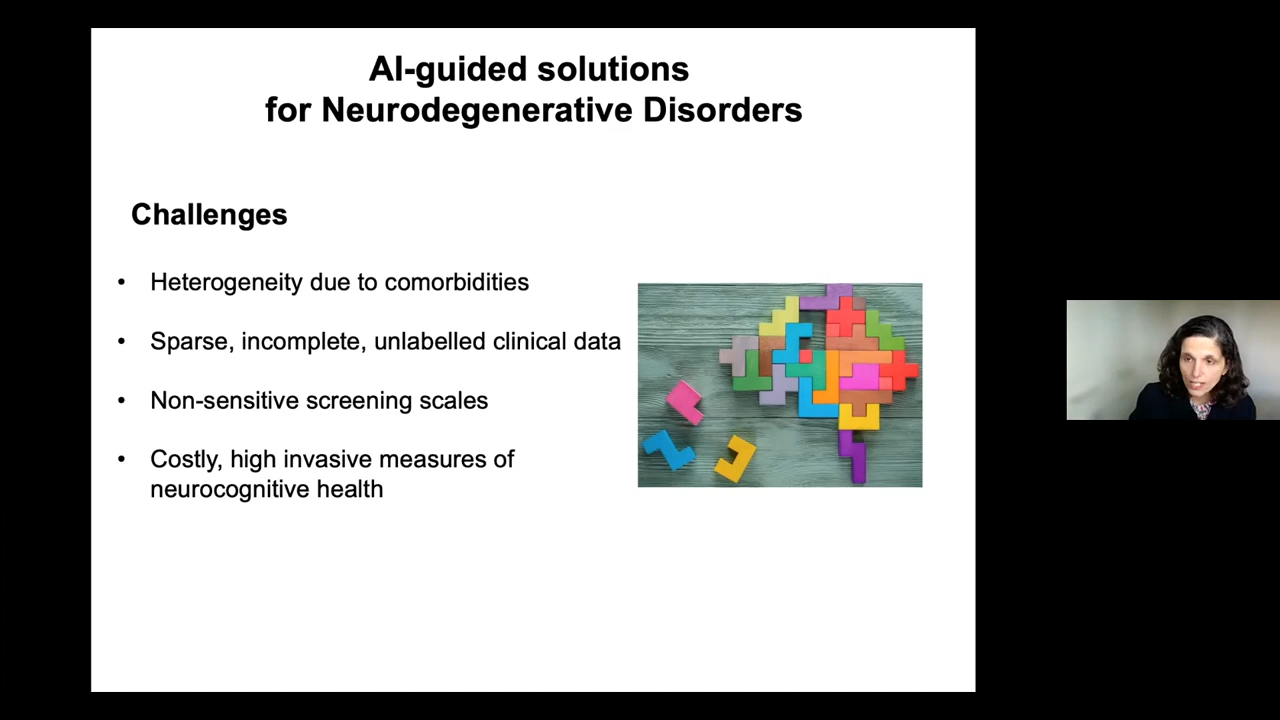 AI-guided solutions
for Neurodegenerative Disorders
Challenges
• Heterogeneity due to comorbidities
• Sparse, incomplete, unlabelled clinical data
• Non-sensitive screening scales
• Costly, high invasive measures of
neurocognitive health